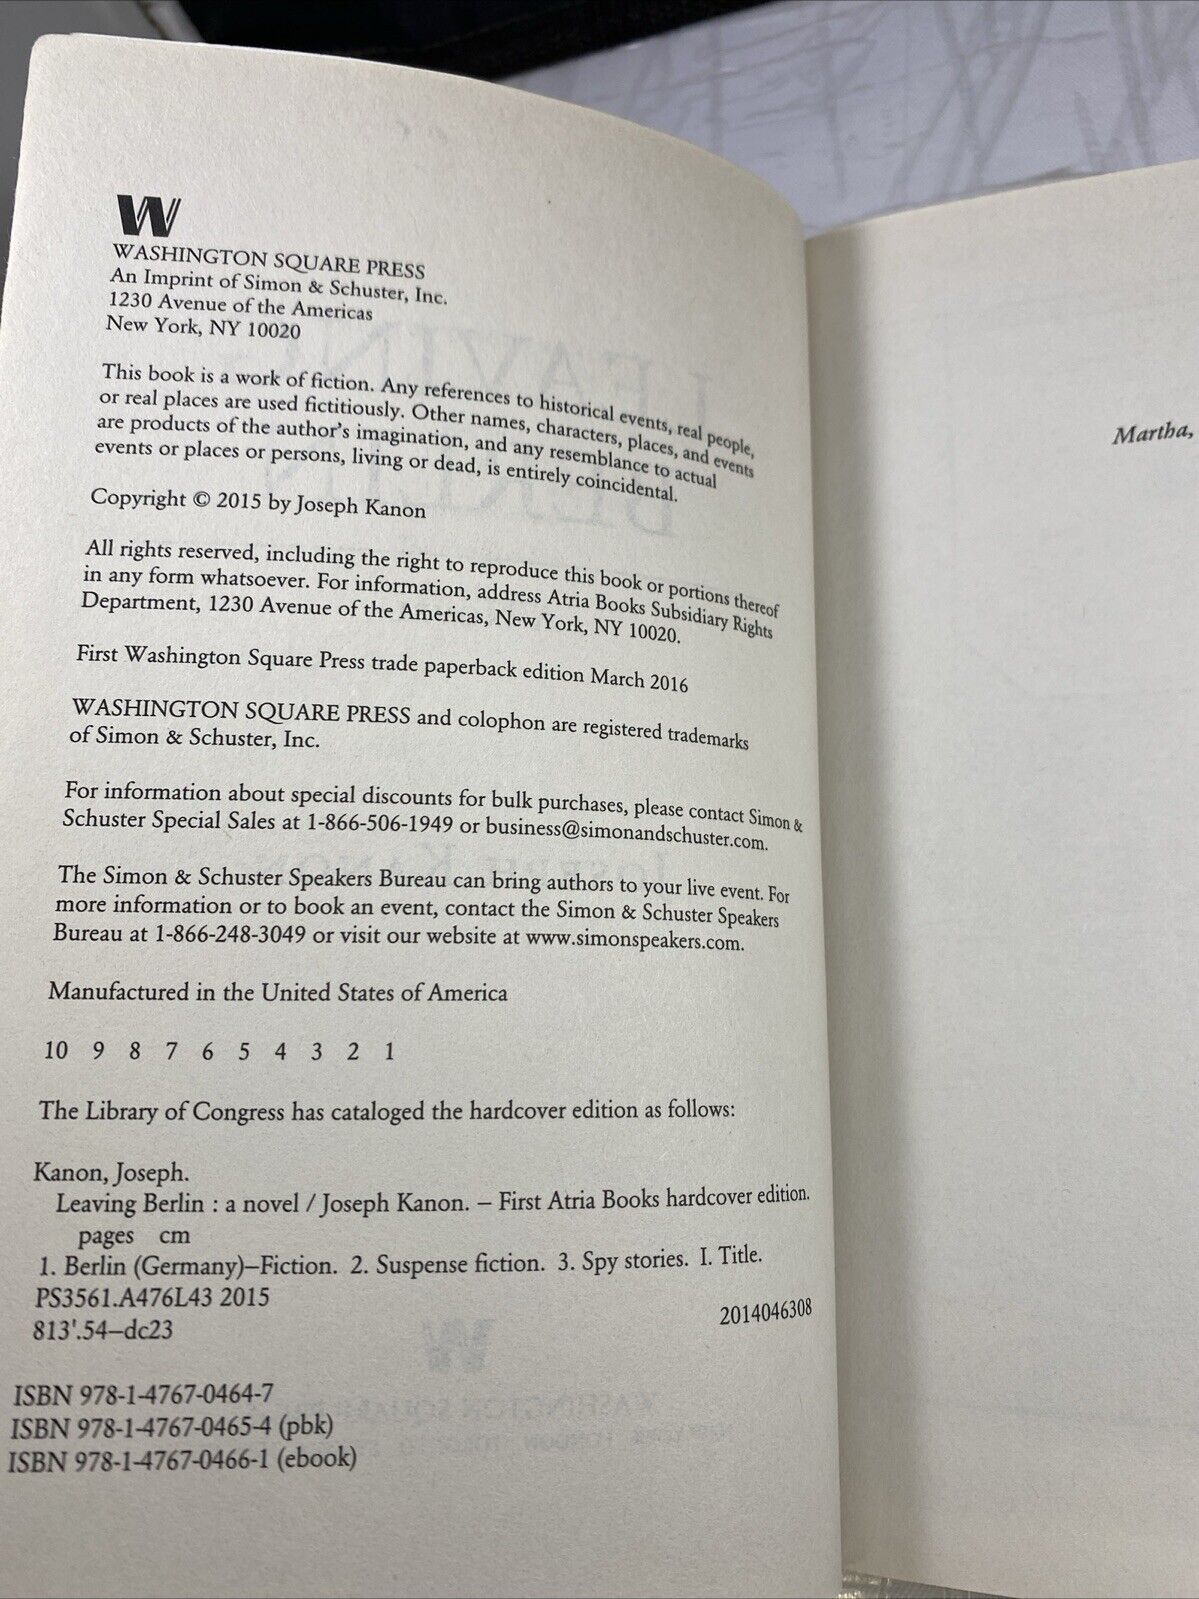 W
WASHINGTON SQUARE PRESS
An Imprint of Simon & Schuster, Inc.
1230 Avenue of the Americas
New York, NY 10020
This book is a work of fiction. Any references to historical events, real people,
or real places are used fictitiously. Other names, characters, places, and events
are products of the author's imagination, and any resemblance to actual
events or places or persons, living or dead, is entirely coincidental.
Copyright © 2015 by Joseph Kanon
All rights reserved, including the right to reproduce this book or portions thereof
in any form whatsoever. For information, address Atria Books Subsidiary Rights
Department, 1230 Avenue of the Americas, New York, NY 10020.
First Washington Square Press trade paperback edition March 2016
WASHINGTON SQUARE PRESS and colophon are registered trademarks
of Simon & Schuster, Inc.
For information about special discounts for bulk purchases, please contact Simon &
Schuster Special Sales at 1-866-506-1949 or business@simonandschuster.com.
The Simon & Schuster Speakers Bureau can bring authors to your live event. For
more information or to book an event, contact the Simon & Schuster Speakers
Bureau at 1-866-248-3049 or visit our website at www.simonspeakers.com.
Manufactured in the United States of America
10 9 8 7 6 5 4 3 2 1
The Library of Congress has cataloged the hardcover edition as follows:
Kanon, Joseph.
Leaving Berlin : a novel / Joseph Kanon. – First Atria Books hardcover edition.
pages cm
1. Berlin (Germany)–Fiction. 2. Suspense fiction. 3. Spy stories. I. Title.
PS3561.A476L43 2015
813'.54–dc23
2014046308
ISBN 978-1-4767-0464-7
ISBN 978-1-4767-0465-4 (pbk)
ISBN 978-1-4767-0466-1 (ebook)
Martha,